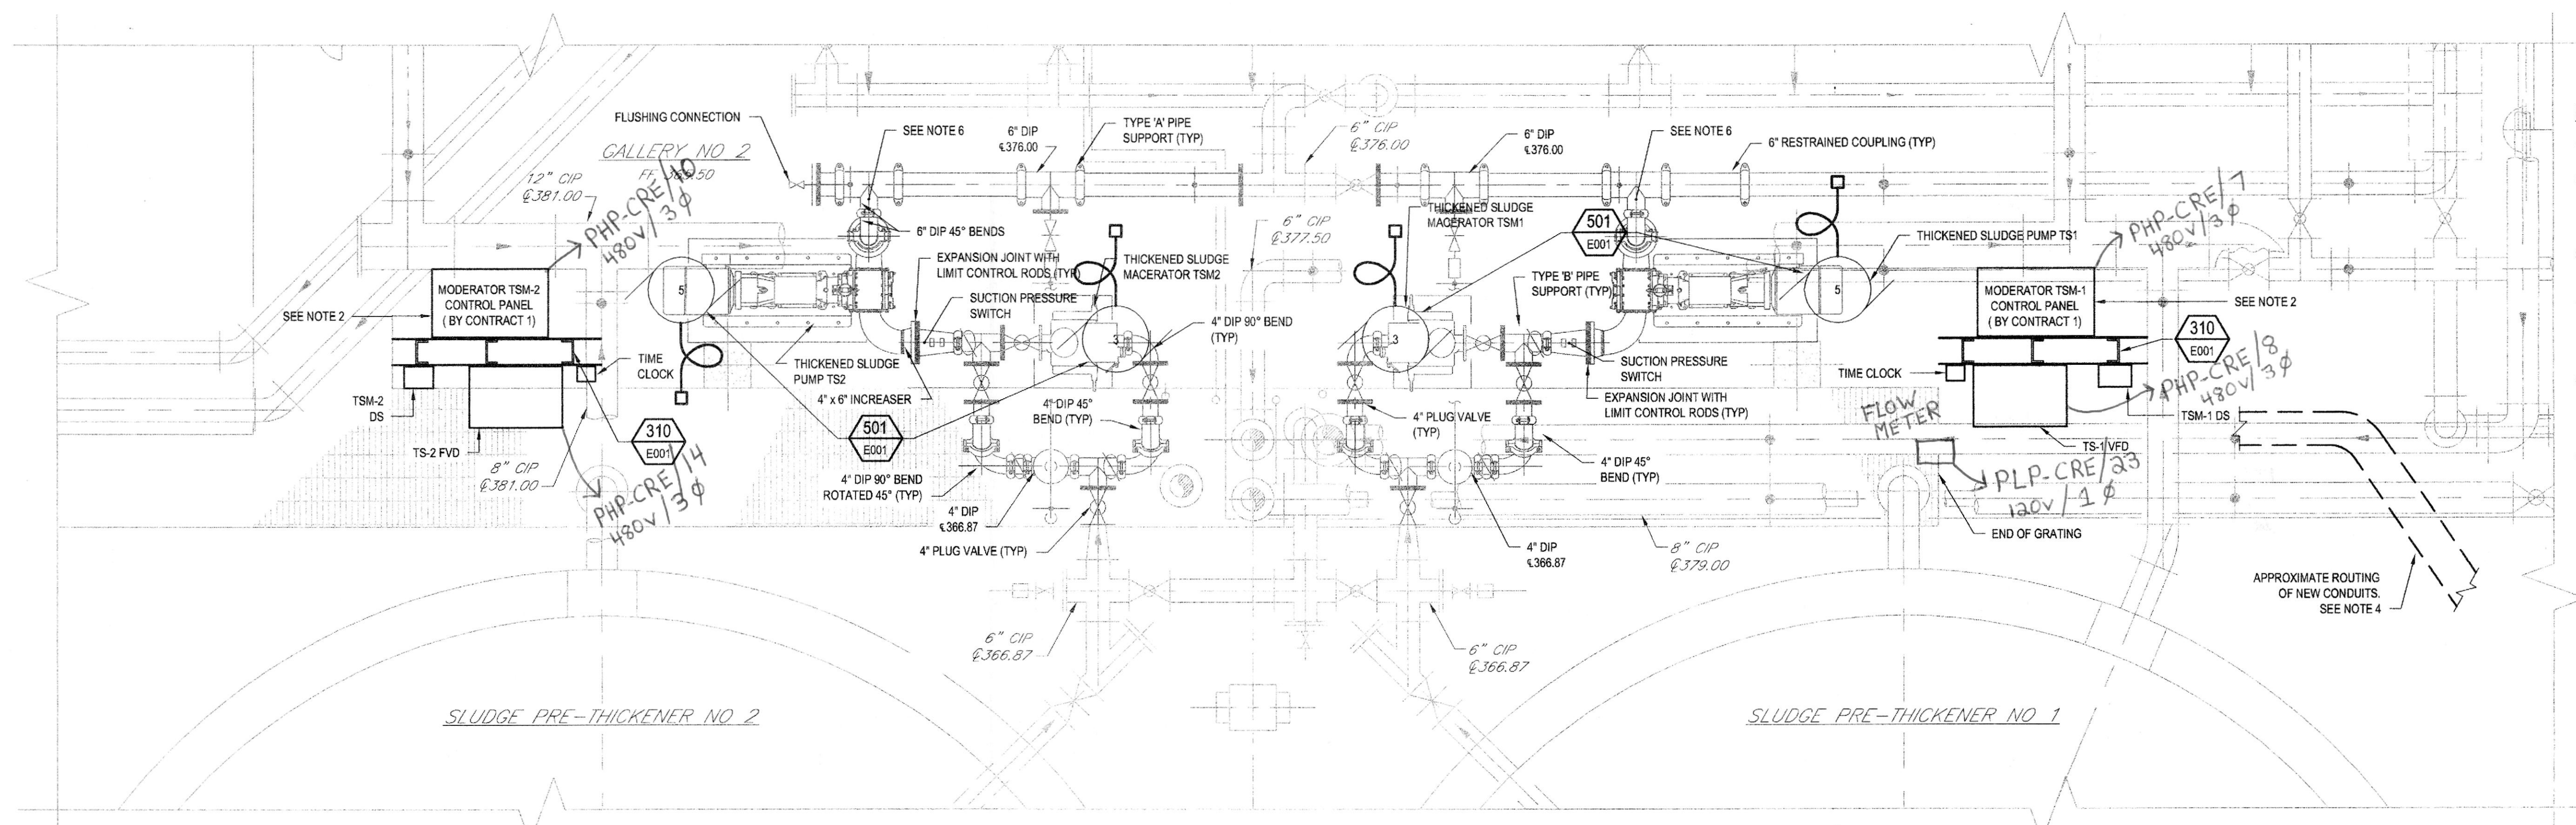 FLUSHING CONNECTION
GALLERY NO 2
FF 369.50
12" CIP
℄381.00
PHP-CRE/10
480V/3Ø
SEE NOTE 6
6" DIP
℄376.00
TYPE 'A' PIPE
SUPPORT (TYP)
6" CIP
℄376.00
6" DIP
℄376.00
SEE NOTE 6
6" RESTRAINED COUPLING (TYP)
6" DIP 45° BENDS
EXPANSION JOINT WITH
LIMIT CONTROL RODS (TYP)
THICKENED SLUDGE
MACERATOR TSM2
SUCTION PRESSURE
SWITCH
6" CIP
℄377.50
THICKENED SLUDGE
MACERATOR TSM1
501
E001
TYPE 'B' PIPE
SUPPORT (TYP)
THICKENED SLUDGE PUMP TS1
PHP-CRE/7
480V/3Ø
MODERATOR TSM-2
CONTROL PANEL
( BY CONTRACT 1)
SEE NOTE 2
5
3
4" DIP 90° BEND
(TYP)
3
5
MODERATOR TSM-1
CONTROL PANEL
( BY CONTRACT 1)
SEE NOTE 2
310
E001
TIME
CLOCK
TSM-2
DS
TS-2 FVD
THICKENED SLUDGE
PUMP TS2
4" x 6" INCREASER
SUCTION PRESSURE
SWITCH
EXPANSION JOINT WITH
LIMIT CONTROL RODS (TYP)
TIME CLOCK
PHP-CRE/8
480V/3Ø
TSM-1 DS
TS-1 VFD
310
E001
501
E001
4" DIP 45°
BEND (TYP)
4" PLUG VALVE
(TYP)
FLOW
METER
PLP-CRE/23
120V/1Ø
8" CIP
℄381.00
PHP-CRE/14
480V/3Ø
4" DIP 90° BEND
ROTATED 45° (TYP)
4" DIP
℄366.87
4" PLUG VALVE (TYP)
4" DIP 45°
BEND (TYP)
4" DIP
℄366.87
8" CIP
℄379.00
END OF GRATING
APPROXIMATE ROUTING
OF NEW CONDUITS.
SEE NOTE 4
6" CIP
℄366.87
6" CIP
℄366.87
SLUDGE PRE-THICKENER NO 2
SLUDGE PRE-THICKENER NO 1